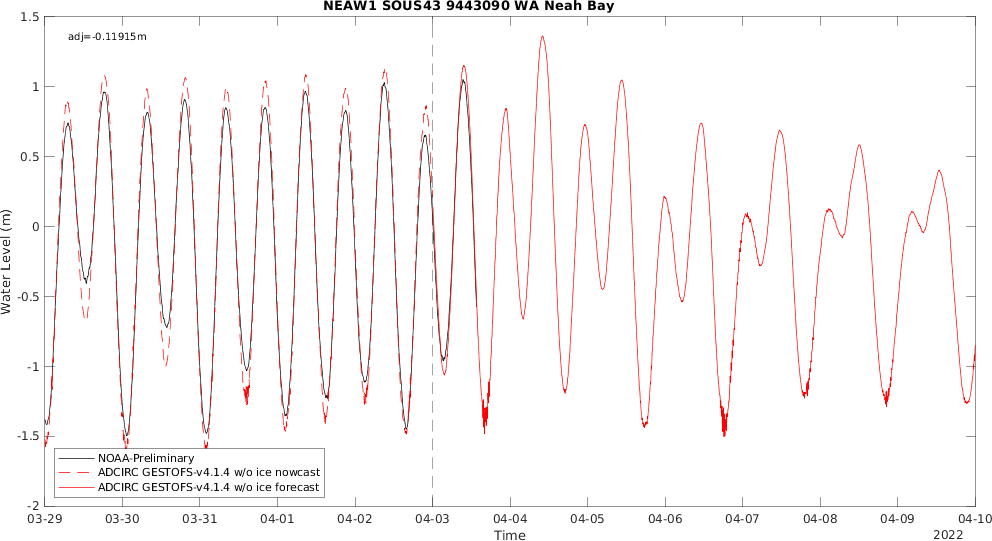 NEAW1 SOUS43 9443090 WA Neah Bay
adj=-0.11915m
1.5
1
0.5
0
-0.5
-1
-1.5
-2
Water Level (m)
NOAA-Preliminary
ADCIRC GESTOFS-v4.1.4 w/o ice nowcast
ADCIRC GESTOFS-v4.1.4 w/o ice forecast
03-29 03-30 03-31 04-01 04-02 04-03 04-04 04-05 04-06 04-07 04-08 04-09 04-10
Time
2022